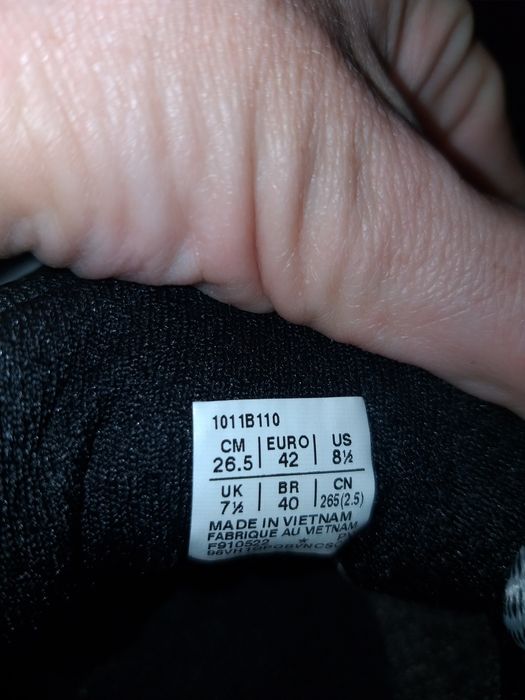 1011B110
CM EURO US
26.5 42 8½
UK BR CN
7½ 40 265(2.5)
MADE IN VIETNAM
FABRIQUE AU VIETNAM
F910522 *